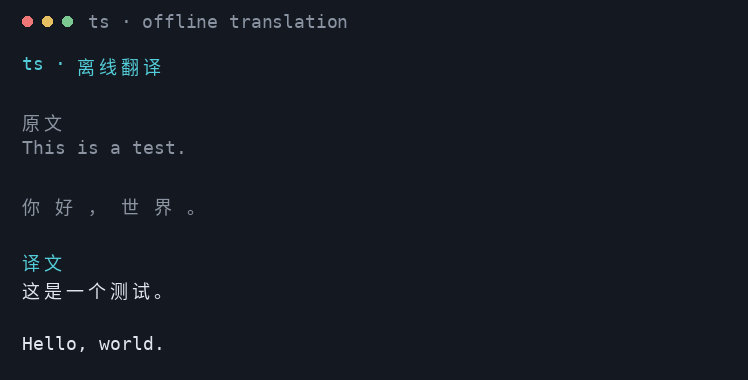 ts · offline translation
ts · 离线翻译
原文
This is a test.
你 好 ， 世 界 。
译文
这是一个测试。
Hello, world.